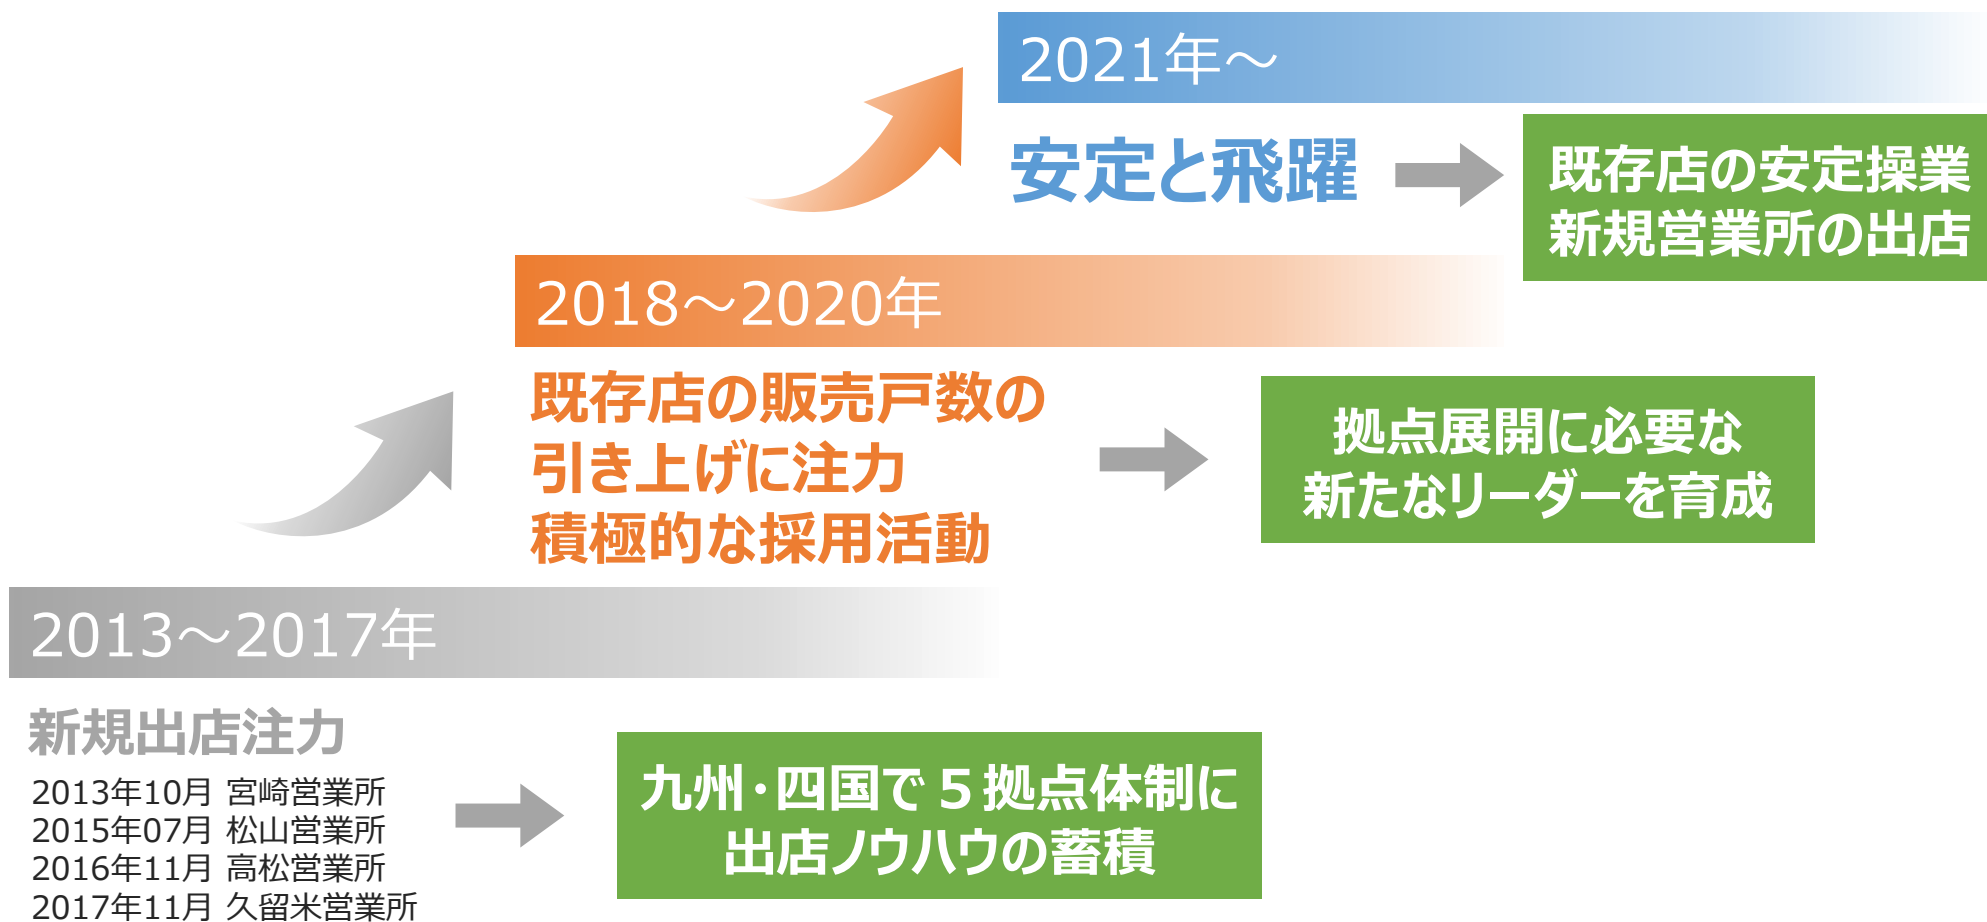 2021年～
安定と飛躍
既存店の安定操業
新規営業所の出店
2018～2020年
既存店の販売戸数の
引き上げに注力
積極的な採用活動
拠点展開に必要な
新たなリーダーを育成
2013～2017年
新規出店注力
2013年10月 宮崎営業所
2015年07月 松山営業所
2016年11月 高松営業所
2017年11月 久留米営業所
九州・四国で５拠点体制に
出店ノウハウの蓄積